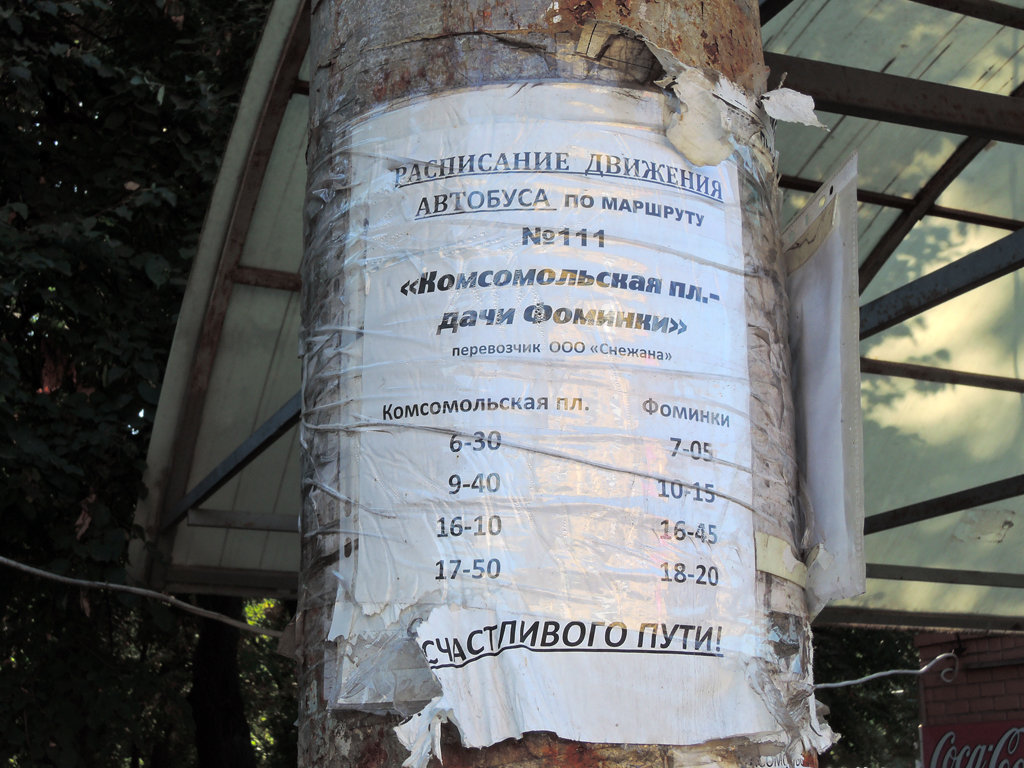 РАСПИСАНИЕ ДВИЖЕНИЯ
АВТОБУСА ПО МАРШРУТУ
№111
«Комсомольская пл.-
дачи Фоминки»
перевозчик ООО «Снежана»
Комсомольская пл. Фоминки
6-30 7-05
9-40 10-15
16-10 16-45
17-50 18-20
СЧАСТЛИВОГО ПУТИ!
Coca-Co